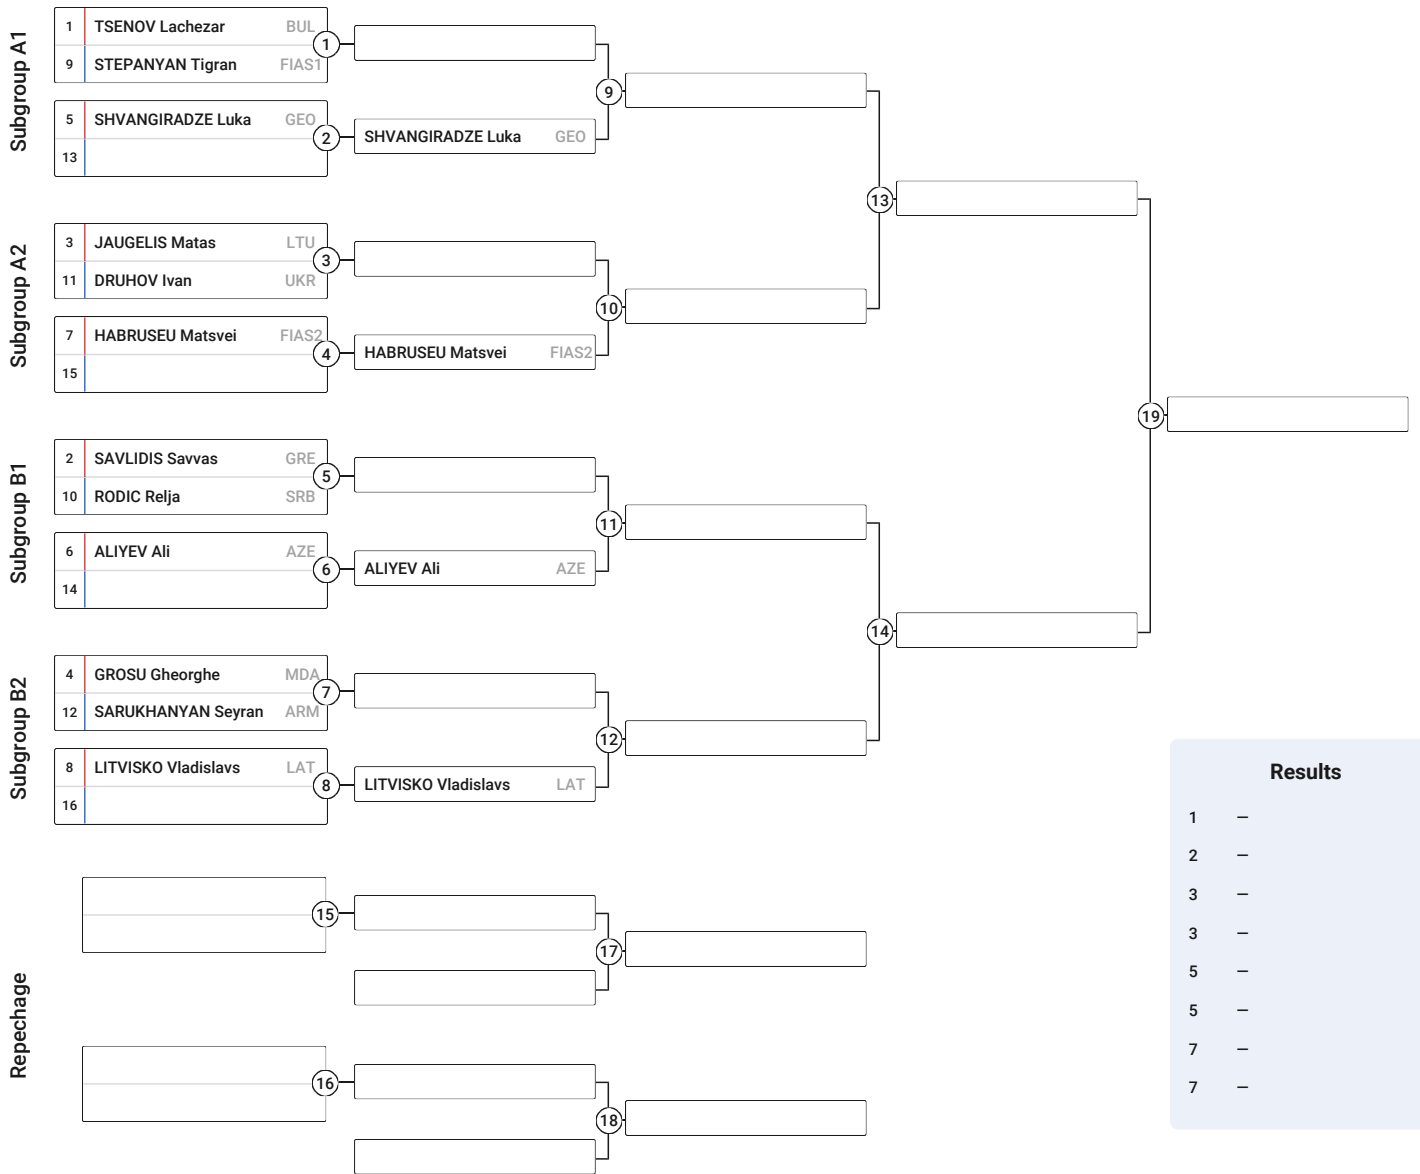 Subgroup A1
1 TSENOV Lachezar BUL
9 STEPANYAN Tigran FIAS1
1
5 SHVANGIRADZE Luka GEO
13
2
SHVANGIRADZE Luka GEO
9
Subgroup A2
3 JAUGELIS Matas LTU
11 DRUHOV Ivan UKR
3
7 HABRUSEU Matsvei FIAS2
15
4
HABRUSEU Matsvei FIAS2
10
13
Subgroup B1
2 SAVLIDIS Savvas GRE
10 RODIC Relja SRB
5
6 ALIYEV Ali AZE
14
6
ALIYEV Ali AZE
11
Subgroup B2
4 GROSU Gheorghe MDA
12 SARUKHANYAN Seyran ARM
7
8 LITVISKO Vladislavs LAT
16
8
LITVISKO Vladislavs LAT
12
14
19
Repechage
15
17
16
18
Results
1 –
2 –
3 –
3 –
5 –
5 –
7 –
7 –